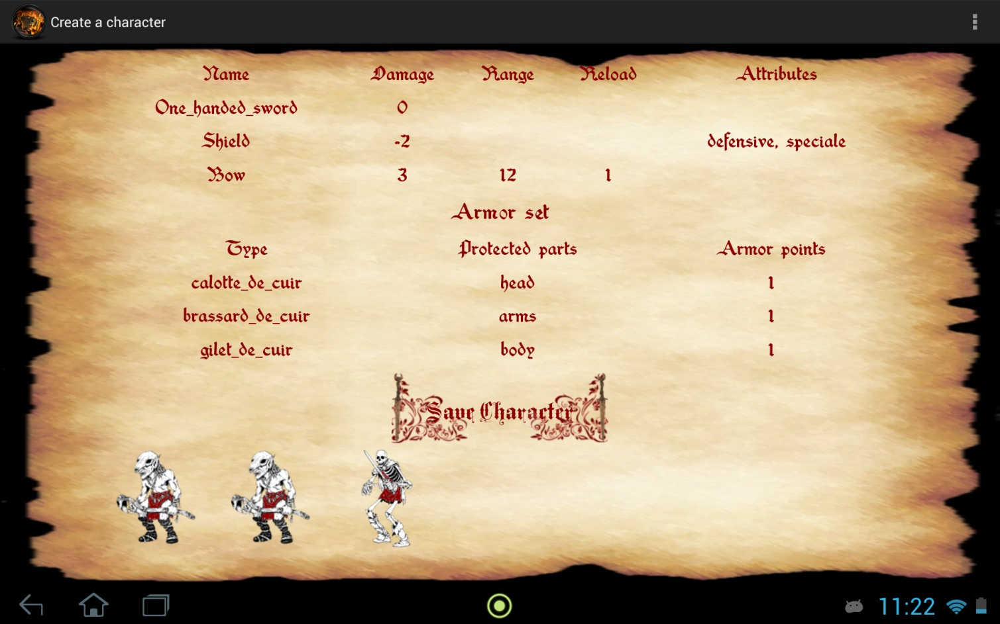 Create a character
Name Damage Range Reload Attributes
One_handed_sword 0
Shield -2 defensive, speciale
Bow 3 12 1
Armor set
Type Protected parts Armor points
calotte_de_cuir head 1
brassard_de_cuir arms 1
gilet_de_cuir body 1
Save Character
11:22